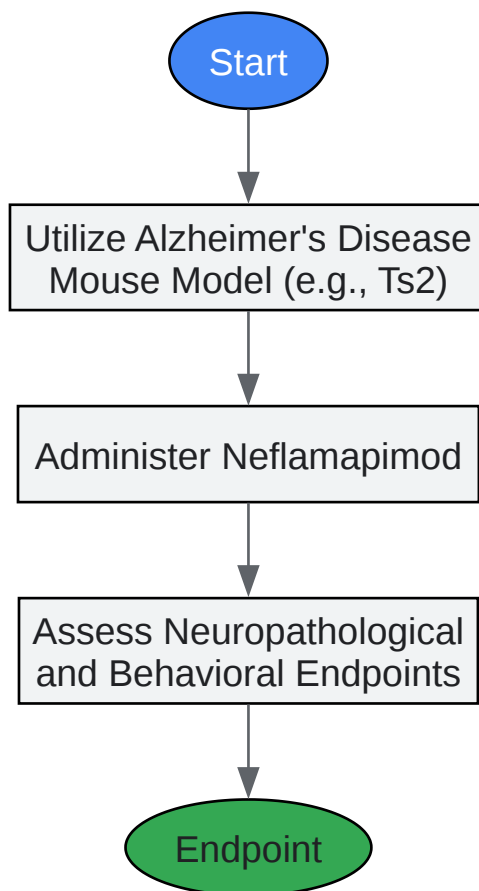 Start
Utilize Alzheimer's Disease
Mouse Model (e.g., Ts2)
Administer Neflamapimod
Assess Neuropathological
and Behavioral Endpoints
Endpoint